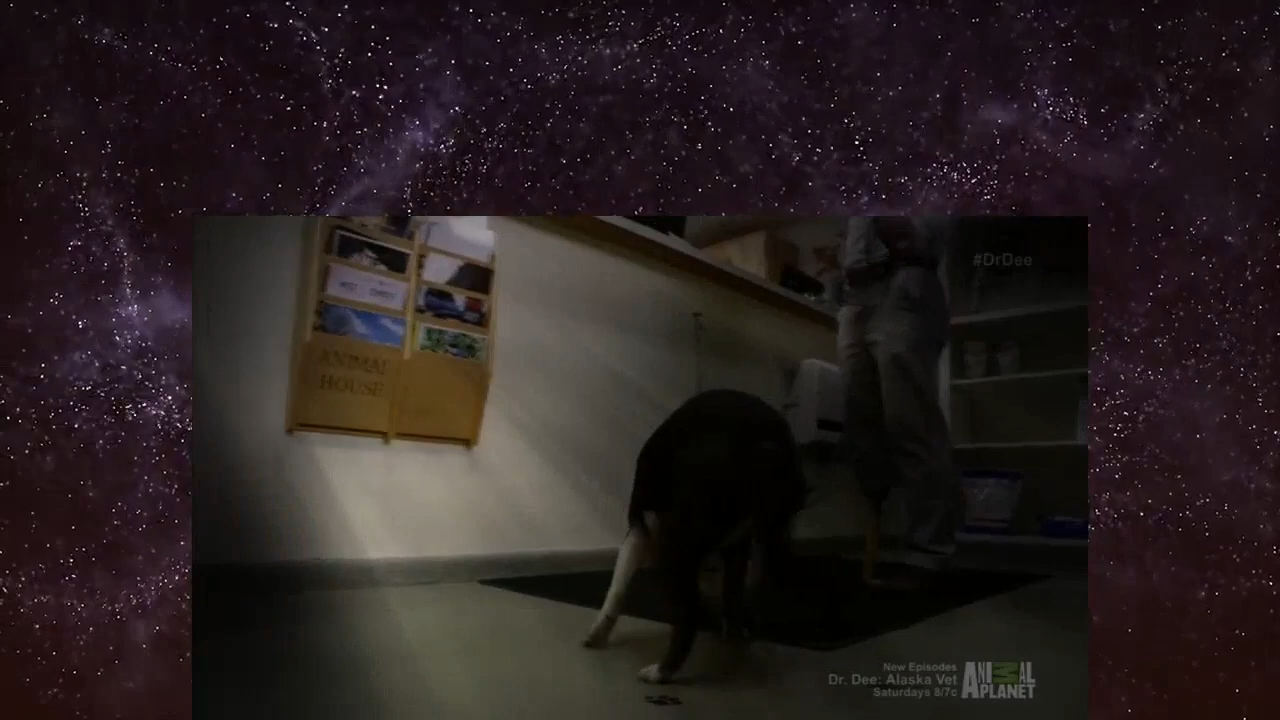 #DrDee
ANIMAL
HOUSE
New Episodes
Dr. Dee: Alaska Vet
Saturdays 8/7c
ANIMAL
PLANET